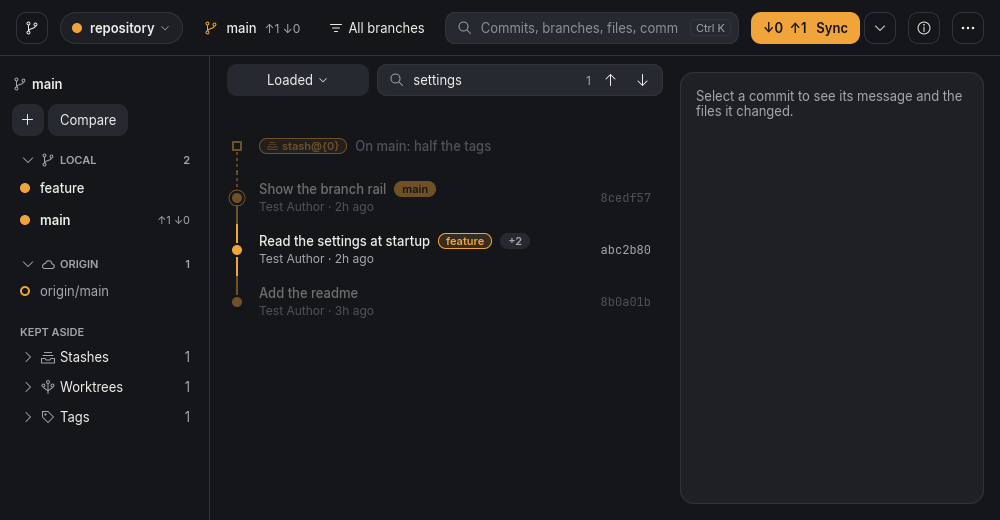 repository main ↑1 ↓0 All branches Commits, branches, files, comm Ctrl K ↓0 ↑1 Sync
main
+ Compare
LOCAL 2
feature
main ↑1 ↓0
ORIGIN 1
origin/main
KEPT ASIDE
Stashes 1
Worktrees 1
Tags 1
Loaded settings 1 ↑ ↓
stash@{0} On main: half the tags
Show the branch rail main
Test Author · 2h ago 8cedf57
Read the settings at startup feature +2
Test Author · 2h ago abc2b80
Add the readme
Test Author · 3h ago 8b0a01b
Select a commit to see its message and the
files it changed.